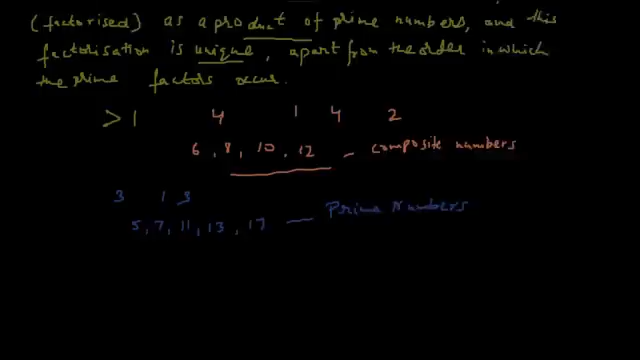 (factorised) as a product of prime numbers, and this
factorisation is unique, apart from the order in which
the prime factors occur.
> 1 4 1 4 2
6, 8, 10, 12 - composite numbers
3 1 3
5, 7, 11, 13, 17 — Prime Numbers